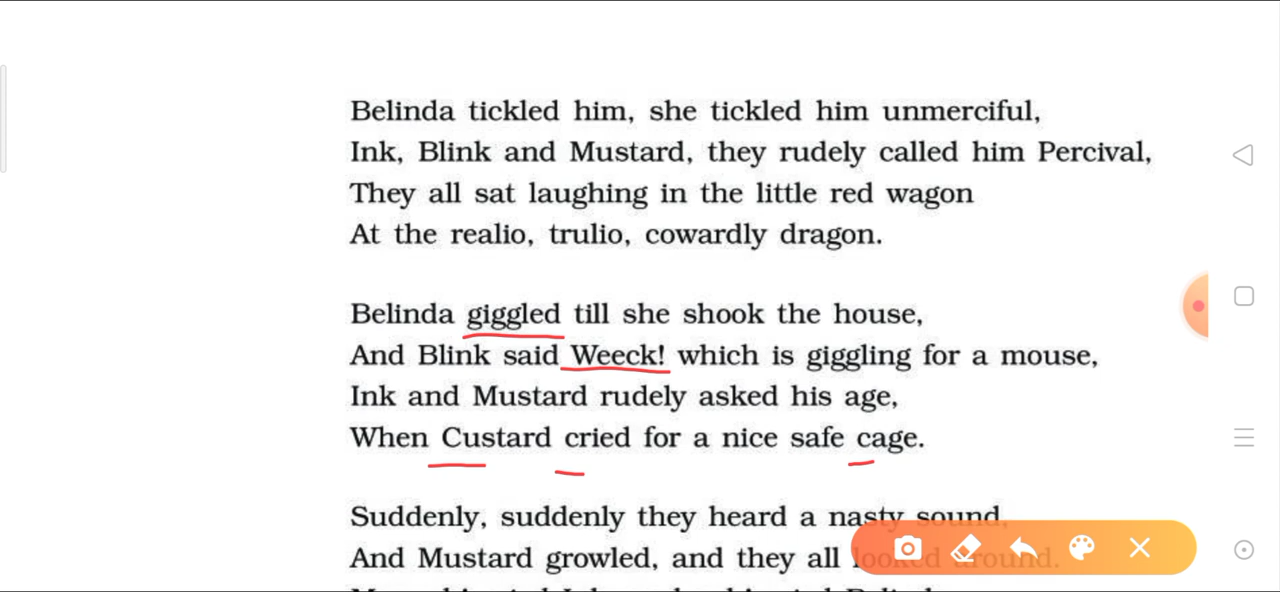 Belinda tickled him, she tickled him unmerciful,
Ink, Blink and Mustard, they rudely called him Percival,
They all sat laughing in the little red wagon
At the realio, trulio, cowardly dragon.
Belinda giggled till she shook the house,
And Blink said Weeck! which is giggling for a mouse,
Ink and Mustard rudely asked his age,
When Custard cried for a nice safe cage.
Suddenly, suddenly they heard a nasty sound,
And Mustard growled, and they all looked around.